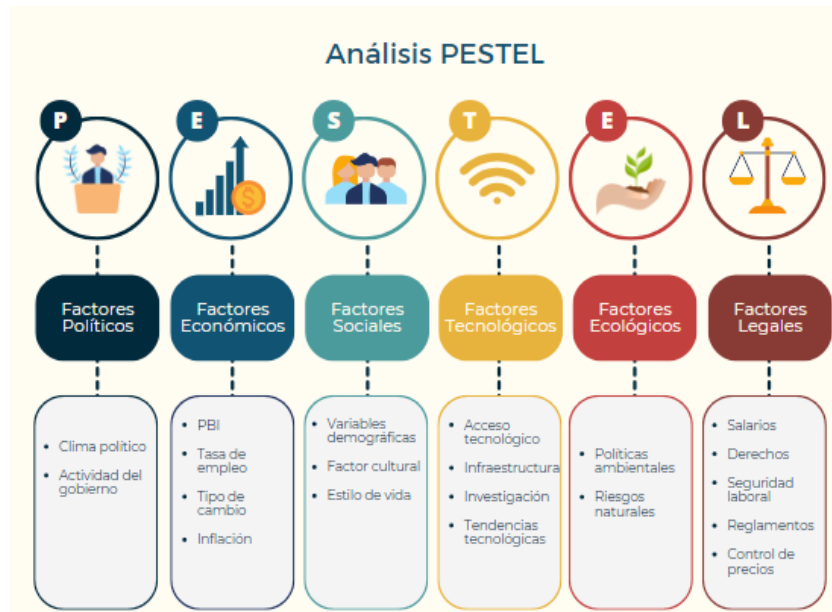 Análisis PESTEL
P
E
S
T
E
L
Factores
Políticos
Factores
Económicos
Factores
Sociales
Factores
Tecnológicos
Factores
Ecológicos
Factores
Legales
• Clima político
• Actividad del
gobierno
• PBI
• Tasa de
empleo
• Tipo de
cambio
• Inflación
• Variables
demográficas
• Factor cultural
• Estilo de vida
• Acceso
tecnológico
• Infraestructura
• Investigación
• Tendencias
tecnológicas
• Políticas
ambientales
• Riesgos
naturales
• Salarios
• Derechos
• Seguridad
laboral
• Reglamentos
• Control de
precios